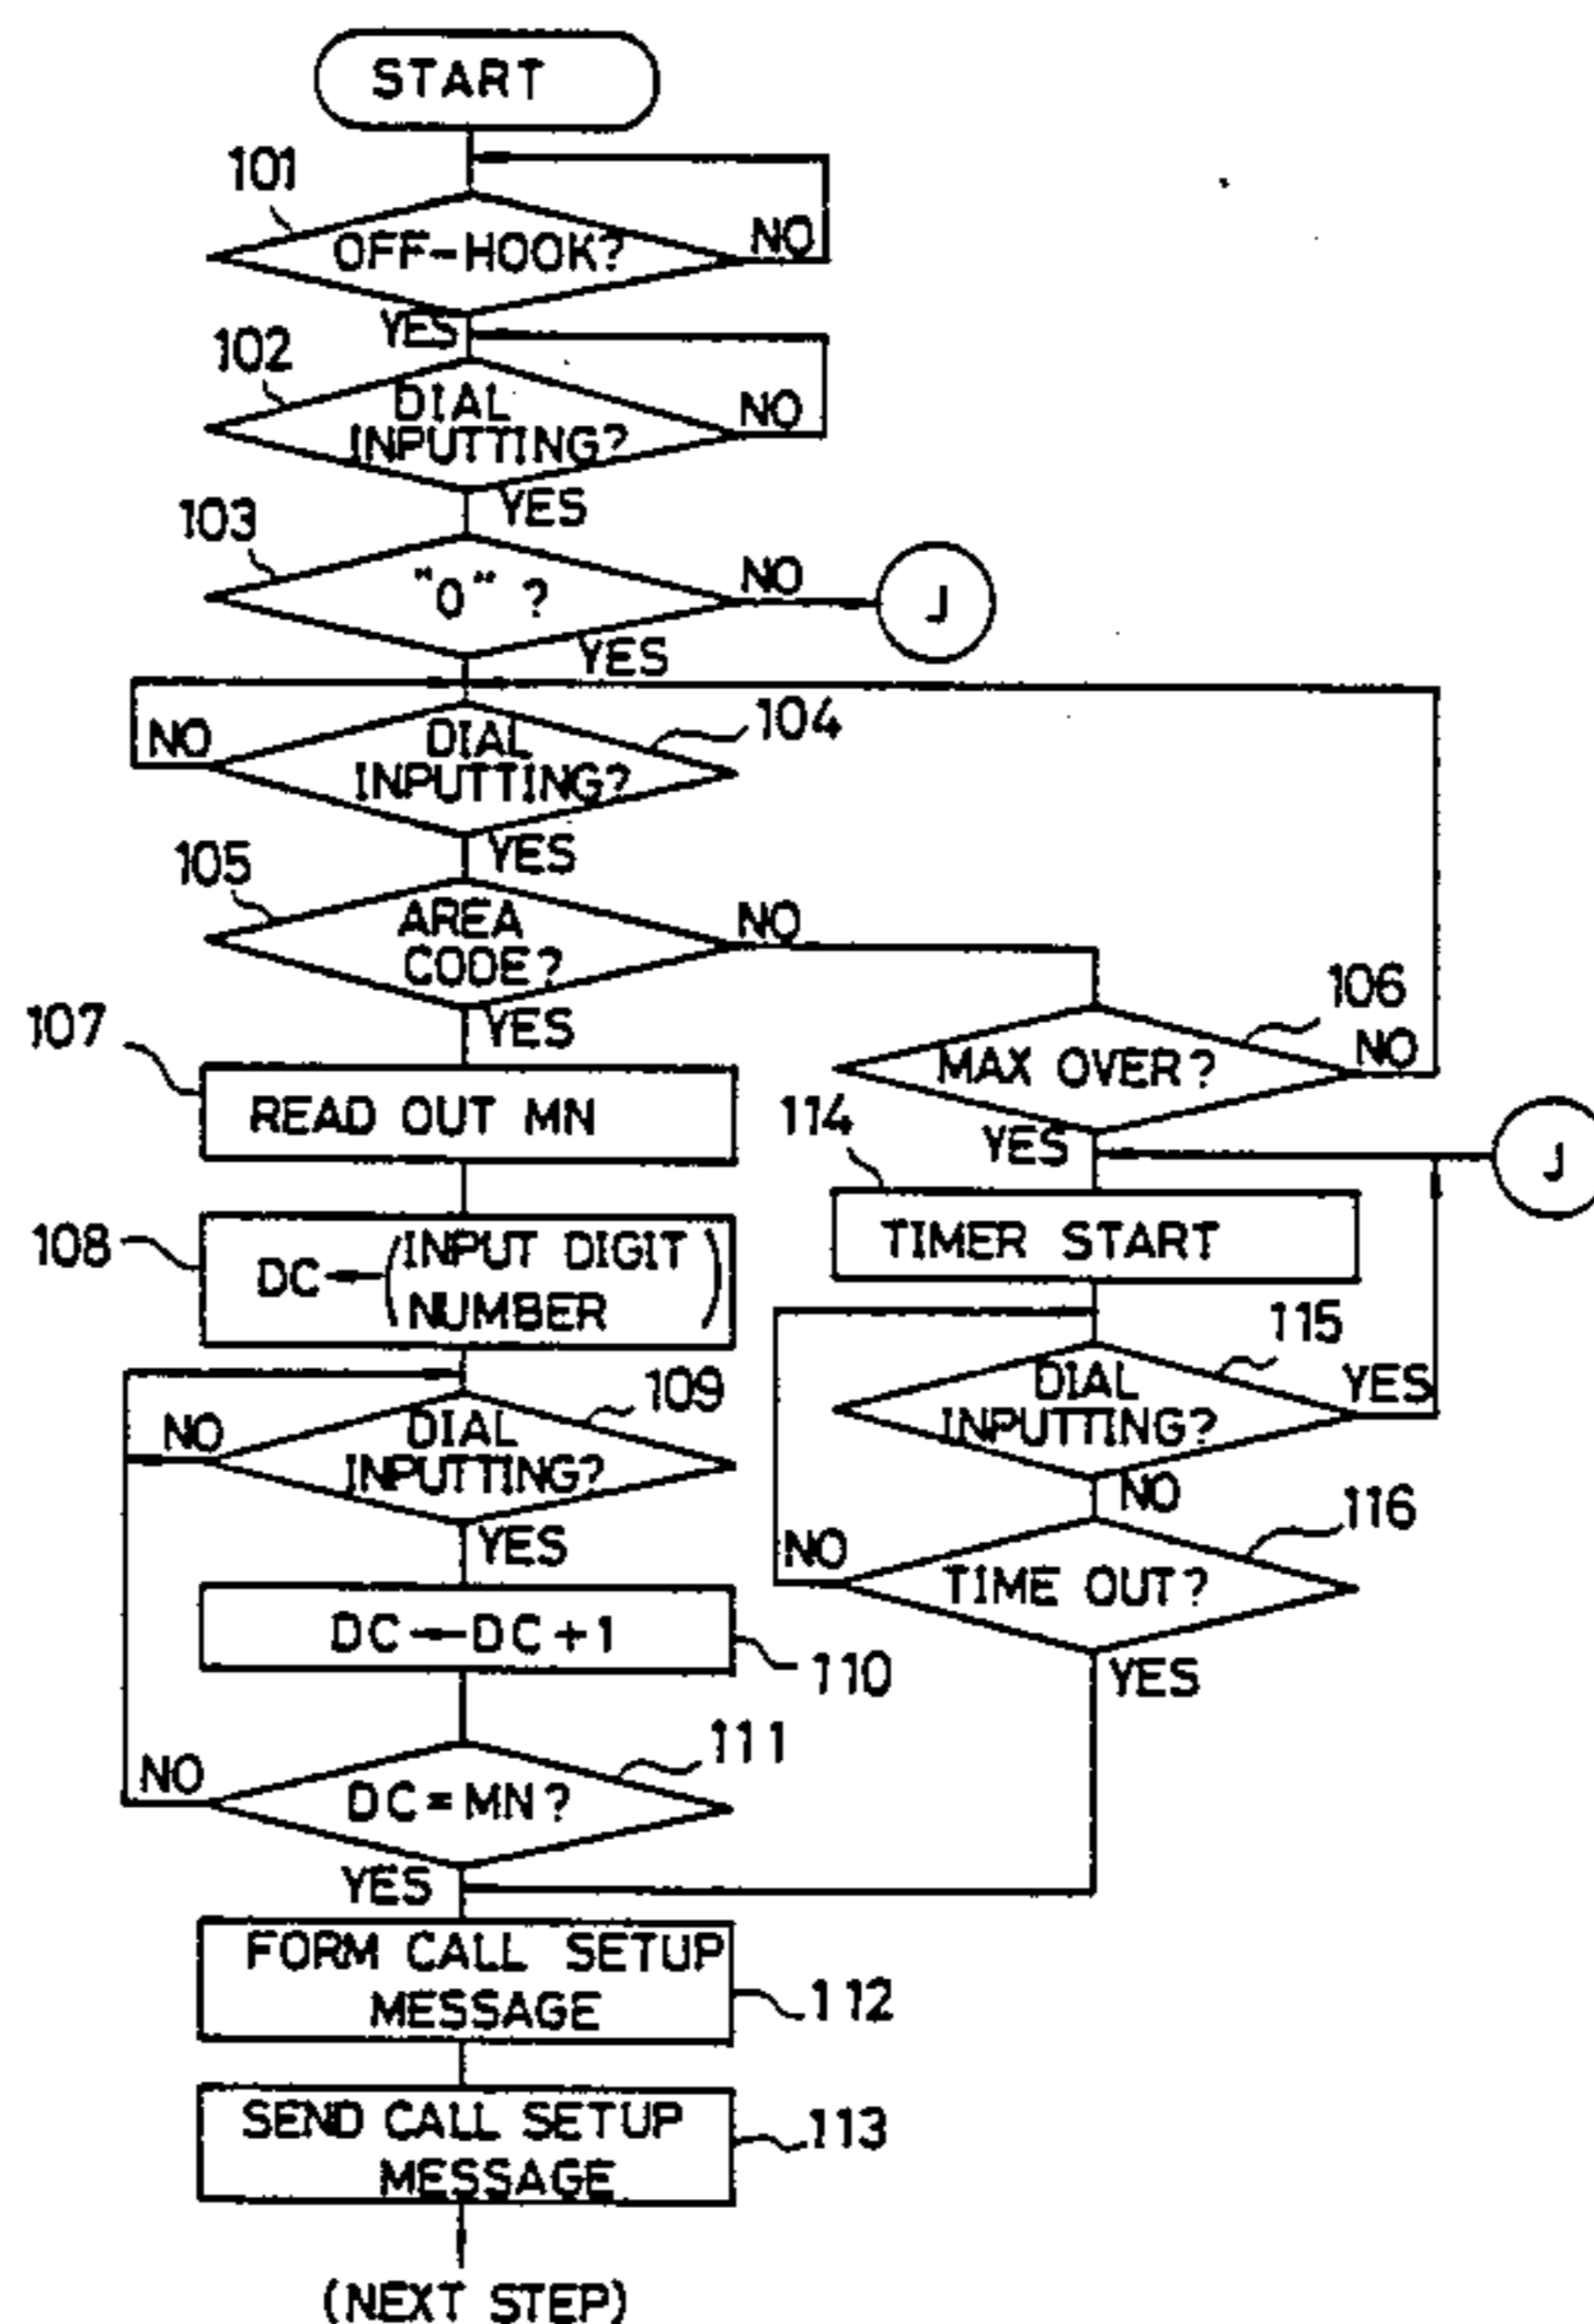 START
101
OFF-HOOK?
NO
YES
102
DIAL
INPUTTING?
NO
YES
103
"0" ?
NO
J
YES
104
DIAL
INPUTTING?
NO
YES
105
AREA
CODE?
NO
YES
106
MAX OVER?
NO
YES
J
107
READ OUT MN
114
TIMER START
108
DC←(INPUT DIGIT
NUMBER)
115
DIAL
INPUTTING?
YES
NO
109
DIAL
INPUTTING?
NO
YES
116
TIME OUT?
NO
YES
DC←DC+1
110
111
DC=MN?
NO
YES
FORM CALL SETUP
MESSAGE
112
SEND CALL SETUP
MESSAGE
113
(NEXT STEP)